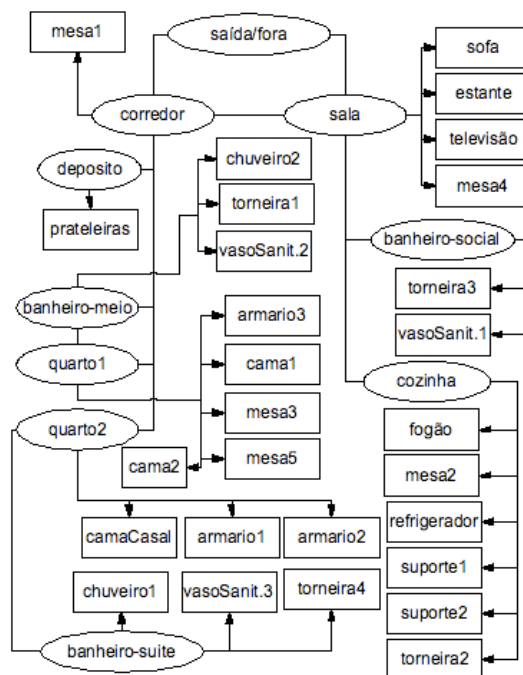 mesa1
saída/fora
sofa
estante
televisão
mesa4
corredor
sala
deposito
prateleiras
chuveiro2
torneira1
vasoSanit.2
banheiro-social
torneira3
vasoSanit.1
banheiro-meio
quarto1
armario3
cama1
mesa3
mesa5
cama2
cozinha
fogão
mesa2
refrigerador
suporte1
suporte2
torneira2
quarto2
camaCasal
armario1
armario2
chuveiro1
vasoSanit.3
torneira4
banheiro-suite